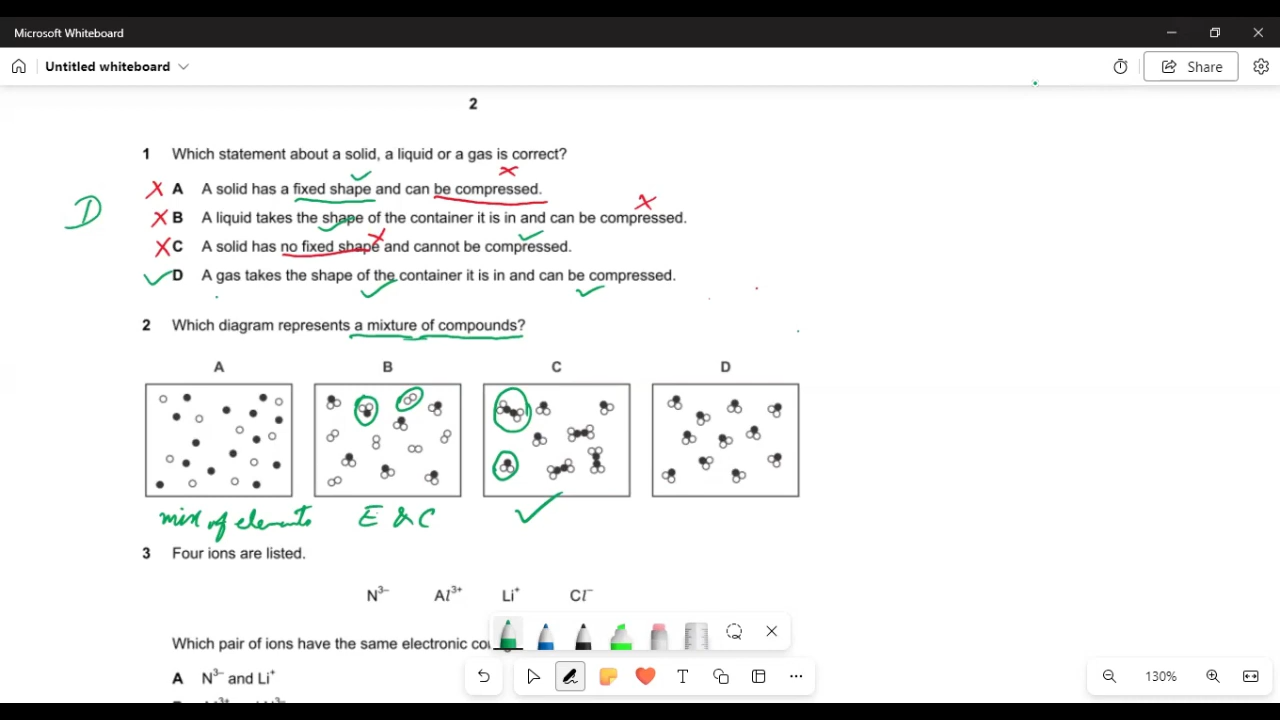 Microsoft Whiteboard
Untitled whiteboard
Share
2
1 Which statement about a solid, a liquid or a gas is correct?
A A solid has a fixed shape and can be compressed.
B A liquid takes the shape of the container it is in and can be compressed.
C A solid has no fixed shape and cannot be compressed.
D
D A gas takes the shape of the container it is in and can be compressed.
2 Which diagram represents a mixture of compounds?
A B C D
mix of elements E & C
3 Four ions are listed.
N³⁻ Al³⁺ Li⁺ Cl⁻
Which pair of ions have the same electronic
A N³⁻ and Li⁺
130%